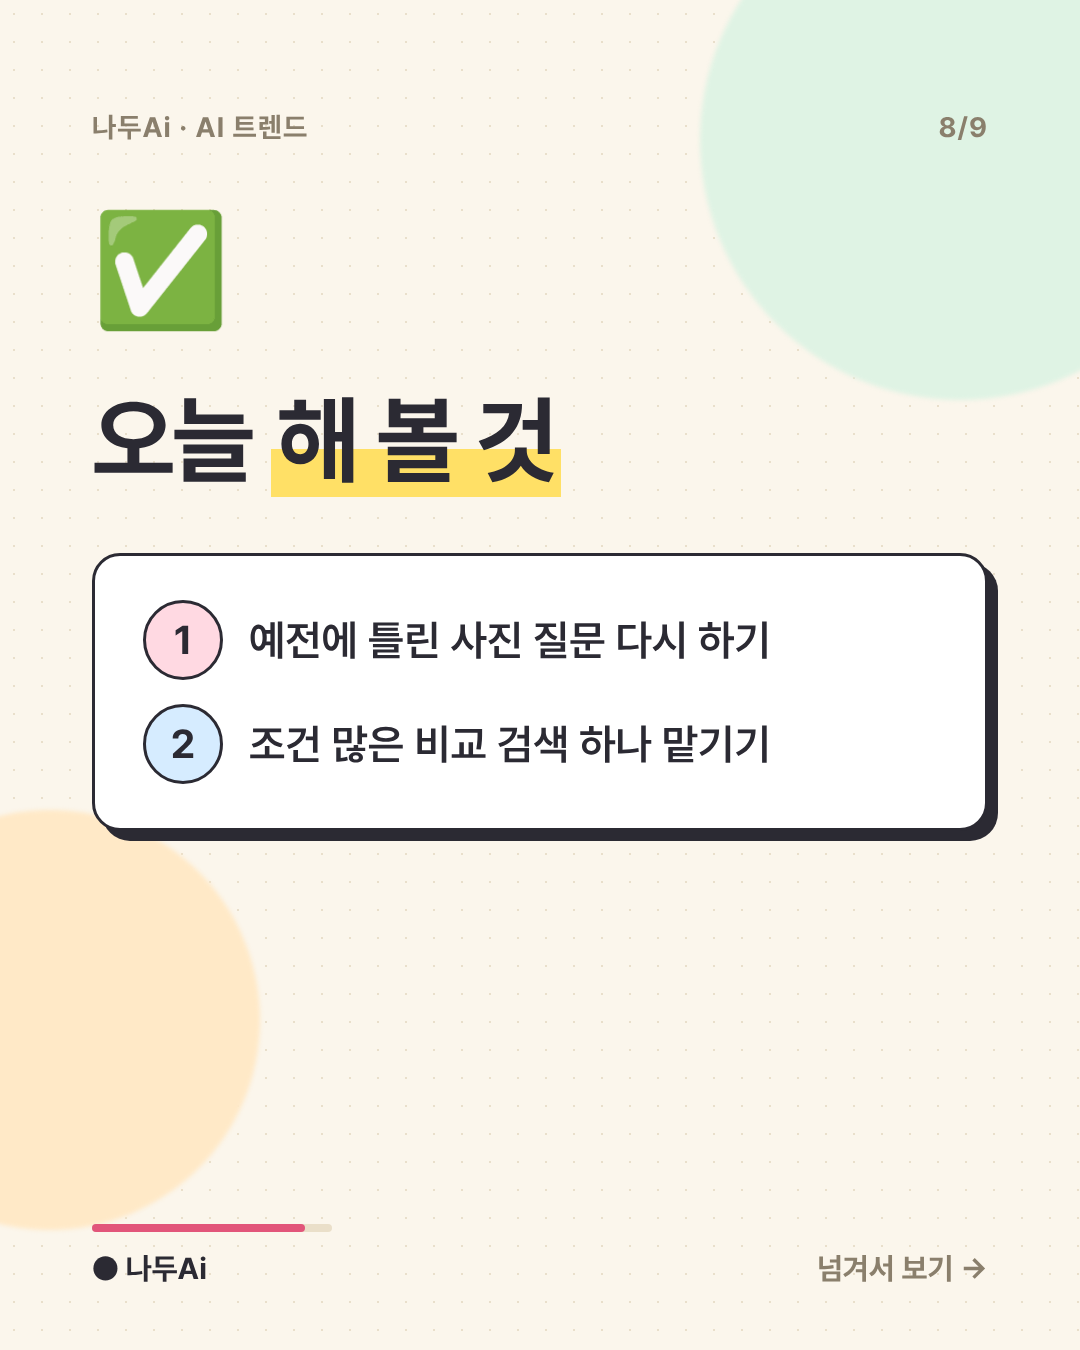 나두Ai · AI 트렌드
8/9
오늘 해 볼 것
1 예전에 틀린 사진 질문 다시 하기
2 조건 많은 비교 검색 하나 맡기기
나두Ai
넘겨서 보기 →